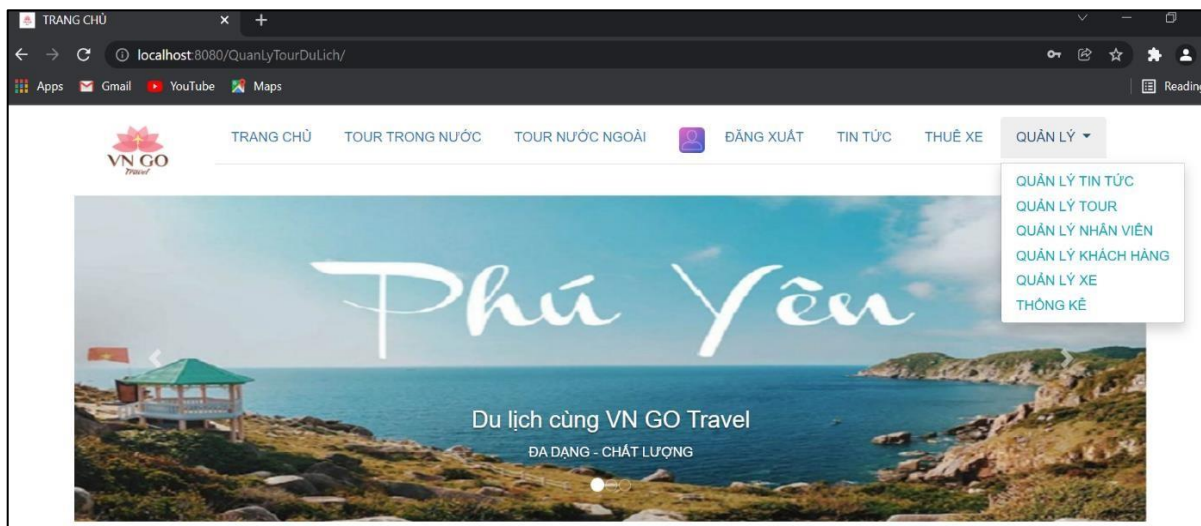 TRANG CHỦ
localhost:8080/QuanLyTourDuLich/
Apps Gmail YouTube Maps
VN GO
Travel
TRANG CHỦ TOUR TRONG NƯỚC TOUR NƯỚC NGOÀI ĐĂNG XUẤT TIN TỨC THUÊ XE QUẢN LÝ
QUẢN LÝ TIN TỨC
QUẢN LÝ TOUR
QUẢN LÝ NHÂN VIÊN
QUẢN LÝ KHÁCH HÀNG
QUẢN LÝ XE
THỐNG KÊ
Phú Yên
Du lịch cùng VN GO Travel
ĐA DẠNG - CHẤT LƯỢNG